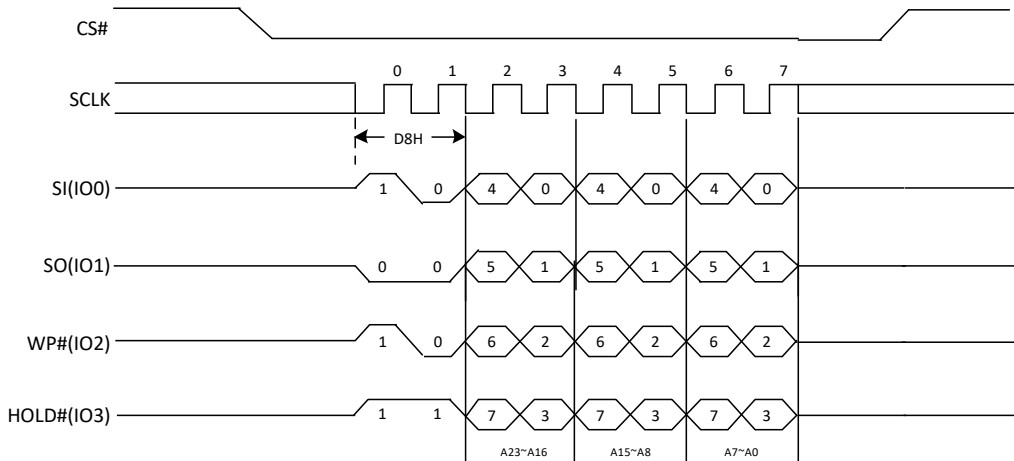 CS#
0 1 2 3 4 5 6 7
SCLK
D8H
SI(IO0) 1 0 4 0 4 0 4 0
SO(IO1) 0 0 5 1 5 1 5 1
WP#(IO2) 1 0 6 2 6 2 6 2
HOLD#(IO3) 1 1 7 3 7 3 7 3
A23~A16 A15~A8 A7~A0